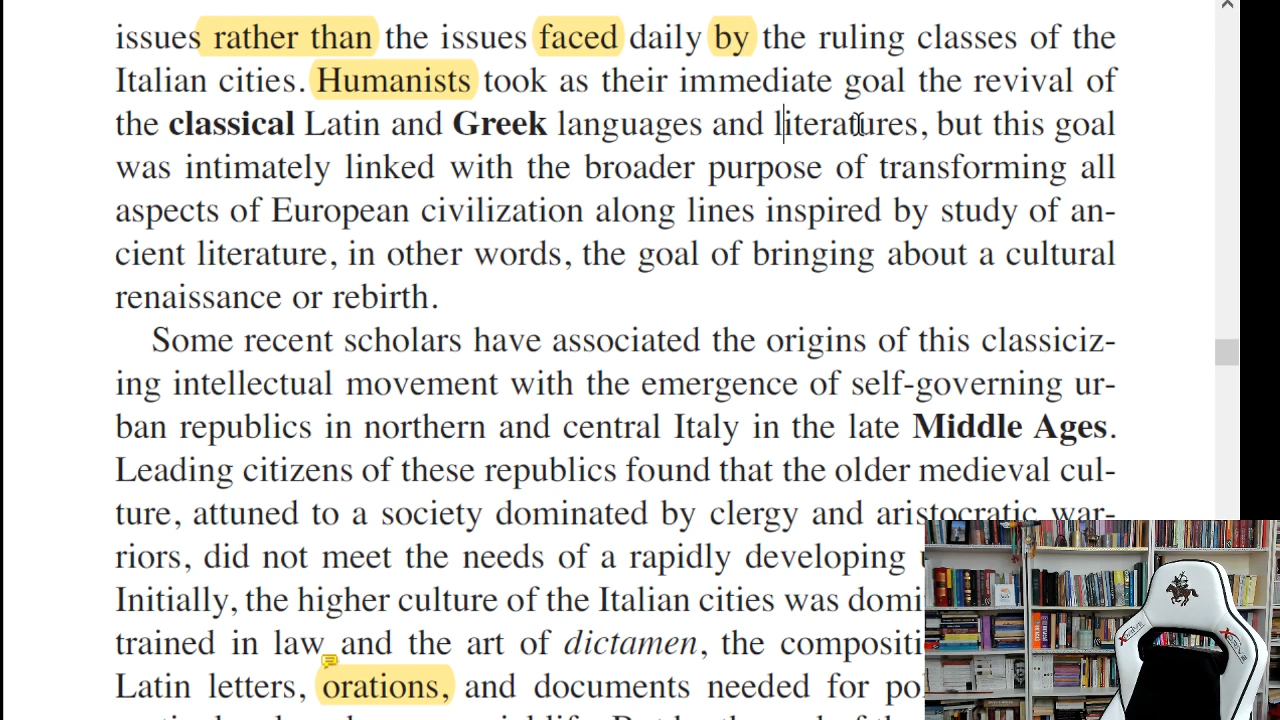 issues rather than the issues faced daily by the ruling classes of the
Italian cities. Humanists took as their immediate goal the revival of
the classical Latin and Greek languages and literatures, but this goal
was intimately linked with the broader purpose of transforming all
aspects of European civilization along lines inspired by study of an-
cient literature, in other words, the goal of bringing about a cultural
renaissance or rebirth.
Some recent scholars have associated the origins of this classiciz-
ing intellectual movement with the emergence of self-governing ur-
ban republics in northern and central Italy in the late Middle Ages.
Leading citizens of these republics found that the older medieval cul-
ture, attuned to a society dominated by clergy and aristocratic war-
riors, did not meet the needs of a rapidly developing
Initially, the higher culture of the Italian cities was domi
trained in law and the art of dictamen, the compositi
Latin letters, orations, and documents needed for po